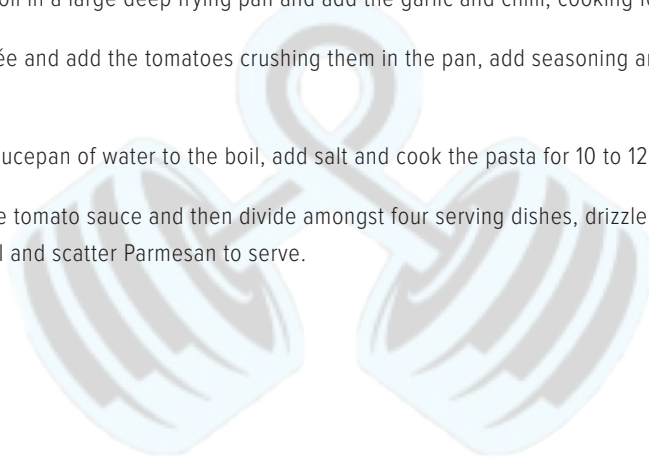 oil in a large deep frying pan and add the garlic and chilli, cooking
ée and add the tomatoes crushing them in the pan, add seasoning
ucepan of water to the boil, add salt and cook the pasta for 10 to 12
e tomato sauce and then divide amongst four serving dishes, drizzle
l and scatter Parmesan to serve.